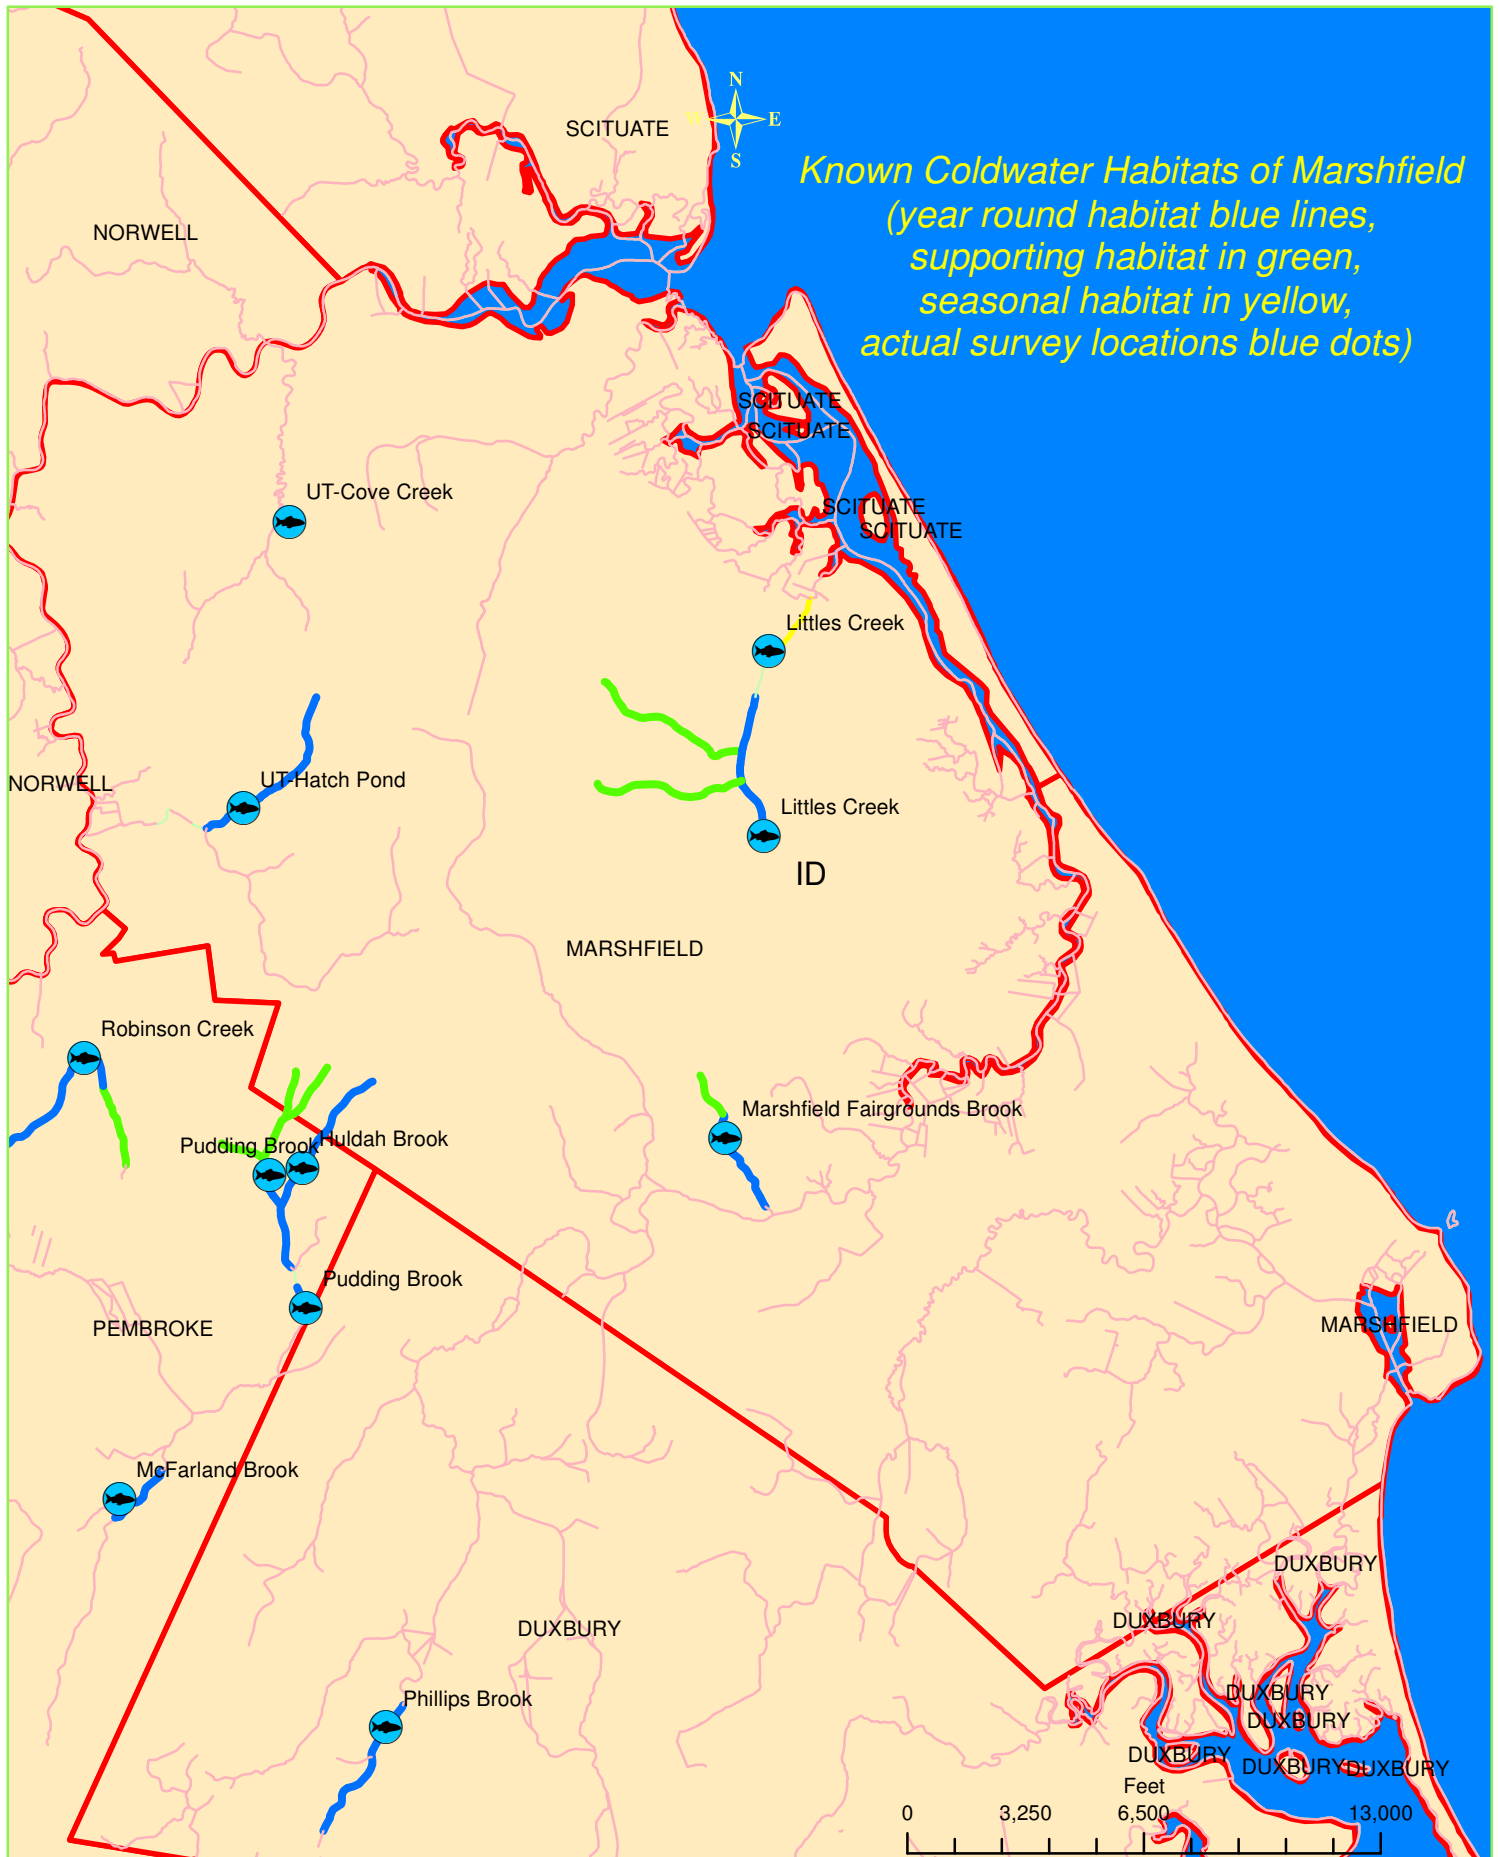 N
SCITUATE
W
E
S
Known Coldwater Habitats of Marshfield
(year round habitat blue lines,
supporting habitat in green,
seasonal habitat in yellow,
actual survey locations blue dots)
NORWELL
SCITUATE
SCITUATE
UT-Cove Creek
SCITUATE
SCITUATE
Littles Creek
UT-Hatch Pond
NORWELL
Littles Creek
ID
MARSHFIELD
Robinson Creek
Marshfield Fairgrounds Brook
Pudding Brook
Huldah Brook
Pudding Brook
PEMBROKE
MARSHFIELD
McFarland Brook
DUXBURY
DUXBURY
DUXBURY
Phillips Brook
DUXBURY
DUXBURY
DUXBURY
DUXBURY
DUXBURY
Feet
0
3,250
6,500
13,000